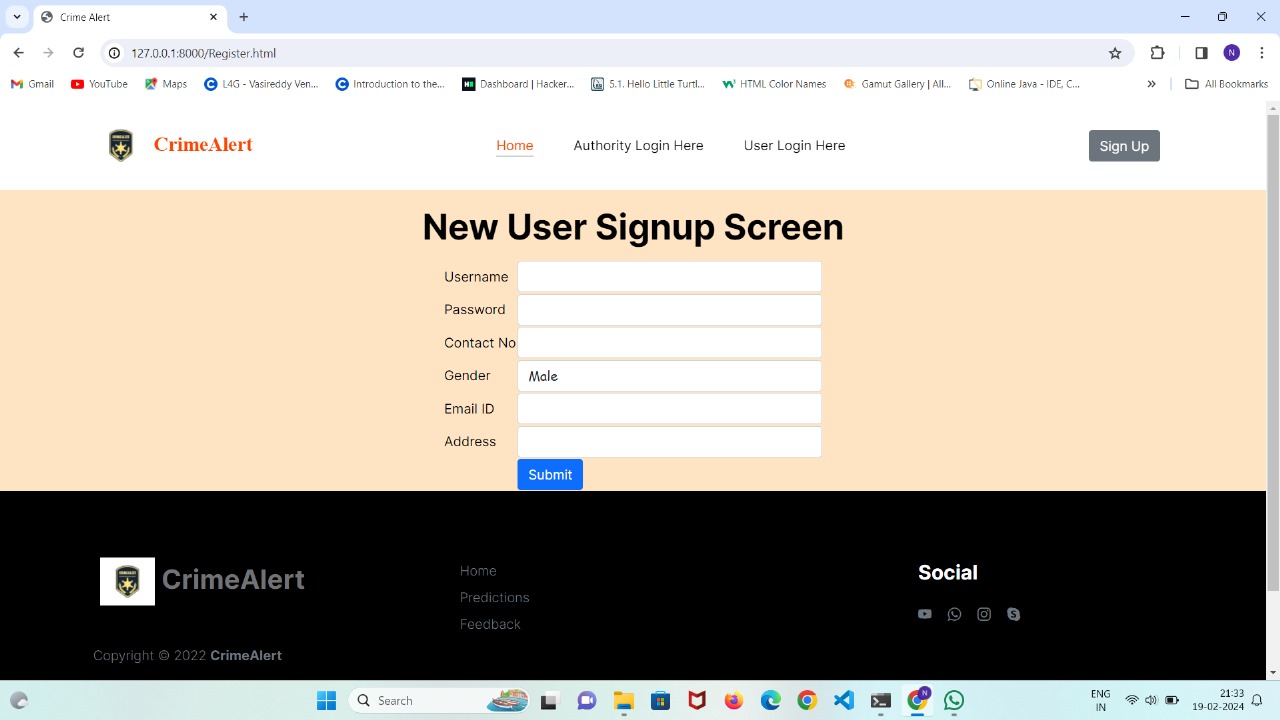 Crime Alert
127.0.0.1:8000/Register.html
N
Gmail
YouTube
Maps
L4G - Vasireddy Ven...
Introduction to the...
Dashboard | Hacker...
5.1. Hello Little Turtl...
HTML Color Names
Gamut Gallery | All...
Online Java - IDE, C...
»
All Bookmarks
CrimeAlert
Home
Authority Login Here
User Login Here
Sign Up
New User Signup Screen
Username
Password
Contact No
Gender
Male
Email ID
Address
Submit
CrimeAlert
Home
Predictions
Feedback
Social
Copyright © 2022 CrimeAlert
Search
N
ENG
IN
21:33
19-02-2024